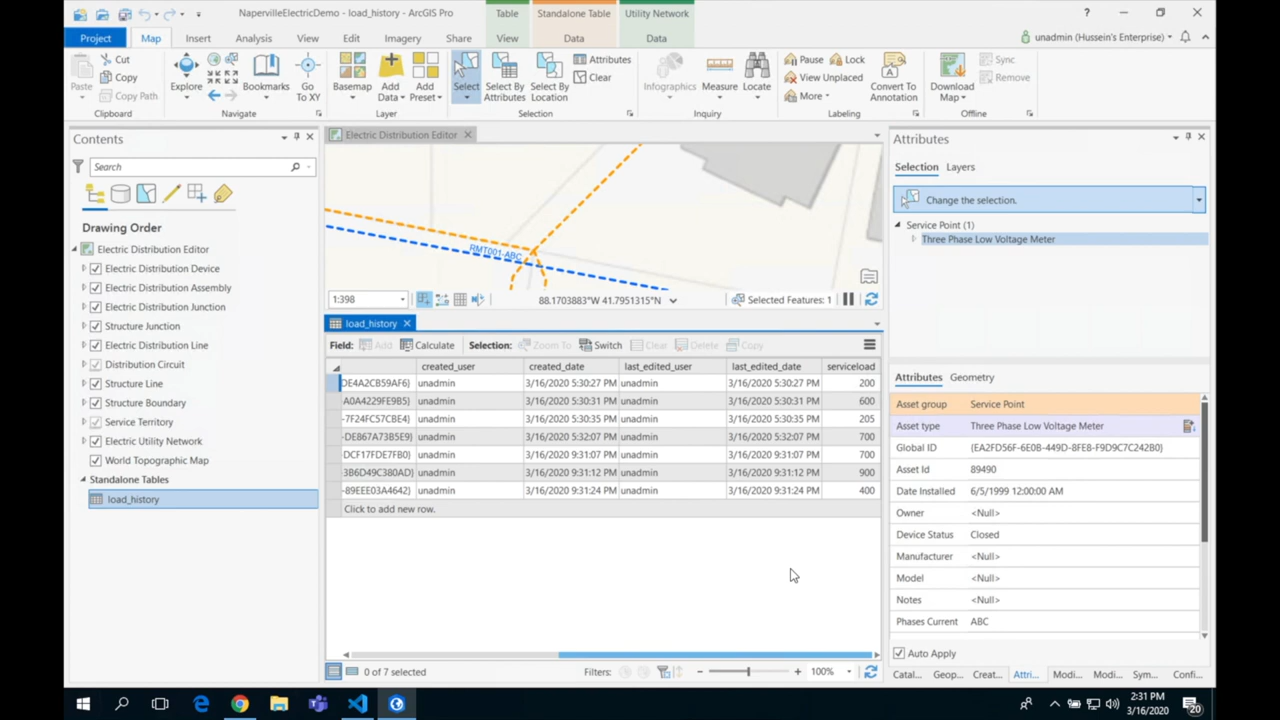 NapervilleElectricDemo - load_history - ArcGIS Pro
Table
Standalone Table
Utility Network
?
Project
Map
Insert
Analysis
View
Edit
Imagery
Share
View
Data
Data
unadmin (Hussein's Enterprise)
Paste
Cut
Copy
Copy Path
Clipboard
Explore
Bookmarks
Go To XY
Navigate
Basemap
Add Data
Add Preset
Layer
Select
Select By Attributes
Select By Location
Attributes
Clear
Selection
Infographics
Measure
Locate
Inquiry
Pause
Lock
View Unplaced
More
Convert To Annotation
Labeling
Download Map
Sync
Remove
Offline
Contents
Search
Drawing Order
Electric Distribution Editor
Electric Distribution Device
Electric Distribution Assembly
Electric Distribution Junction
Structure Junction
Electric Distribution Line
Distribution Circuit
Structure Line
Structure Boundary
Service Territory
Electric Utility Network
World Topographic Map
Standalone Tables
load_history
Electric Distribution Editor
RMT001-ABC
1:398
88.1703883°W 41.7951315°N
Selected Features: 1
load_history
Field: Add Calculate Selection: Zoom To Switch Clear Delete Copy
created_user created_date last_edited_user last_edited_date serviceload
DE4A2CB59AF6} unadmin 3/16/2020 5:30:27 PM unadmin 3/16/2020 5:30:27 PM 200
A0A4229FE9B5} unadmin 3/16/2020 5:30:31 PM unadmin 3/16/2020 5:30:31 PM 600
-7F24FC57CBE4} unadmin 3/16/2020 5:30:35 PM unadmin 3/16/2020 5:30:35 PM 205
-DE867A73B5E9} unadmin 3/16/2020 5:32:07 PM unadmin 3/16/2020 5:32:07 PM 700
DCF17FDE7FB0} unadmin 3/16/2020 9:31:07 PM unadmin 3/16/2020 9:31:07 PM 700
3B6D49C380AD} unadmin 3/16/2020 9:31:12 PM unadmin 3/16/2020 9:31:12 PM 900
-89EEE03A4642} unadmin 3/16/2020 9:31:24 PM unadmin 3/16/2020 9:31:24 PM 400
Click to add new row.
0 of 7 selected
Filters:
100%
Attributes
Selection Layers
Change the selection.
Service Point (1)
Three Phase Low Voltage Meter
Attributes Geometry
Asset group Service Point
Asset type Three Phase Low Voltage Meter
Global ID {EA2FD56F-6E0B-449D-8FE8-F9D9C7C242B0}
Asset Id 89490
Date Installed 6/5/1999 12:00:00 AM
Owner <Null>
Device Status Closed
Manufacturer <Null>
Model <Null>
Notes <Null>
Phases Current ABC
Auto Apply
Catal... Geop... Creat... Attri... Modi... Modi... Sym... Confi...
2:31 PM
3/16/2020
20